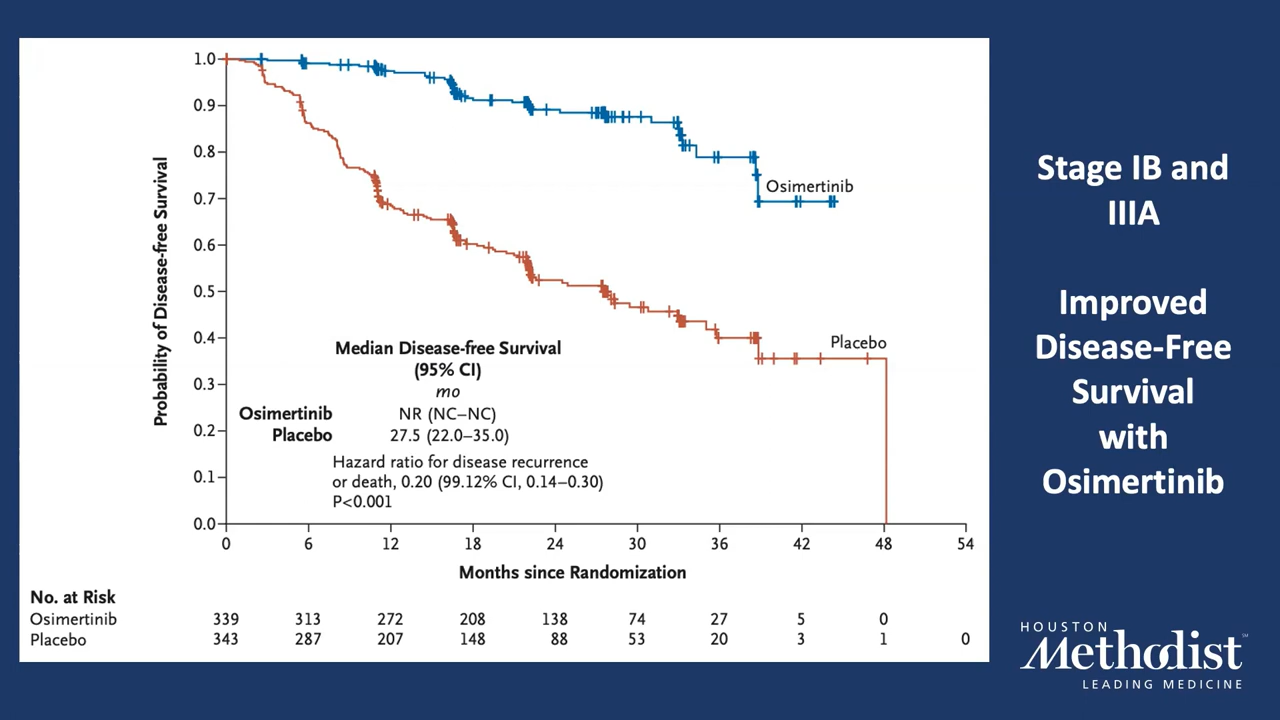 1.0
0.9
0.8
0.7
0.6
0.5
0.4
0.3
0.2
0.1
0.0
Probability of Disease-free Survival
Osimertinib
Placebo
Median Disease-free Survival
(95% CI)
mo
Osimertinib NR (NC–NC)
Placebo 27.5 (22.0–35.0)
Hazard ratio for disease recurrence
or death, 0.20 (99.12% CI, 0.14–0.30)
P<0.001
0 6 12 18 24 30 36 42 48 54
Months since Randomization
No. at Risk
Osimertinib 339 313 272 208 138 74 27 5 0
Placebo 343 287 207 148 88 53 20 3 1 0
Stage IB and
IIIA
Improved
Disease-Free
Survival
with
Osimertinib
HOUSTON
Methodist
LEADING MEDICINE